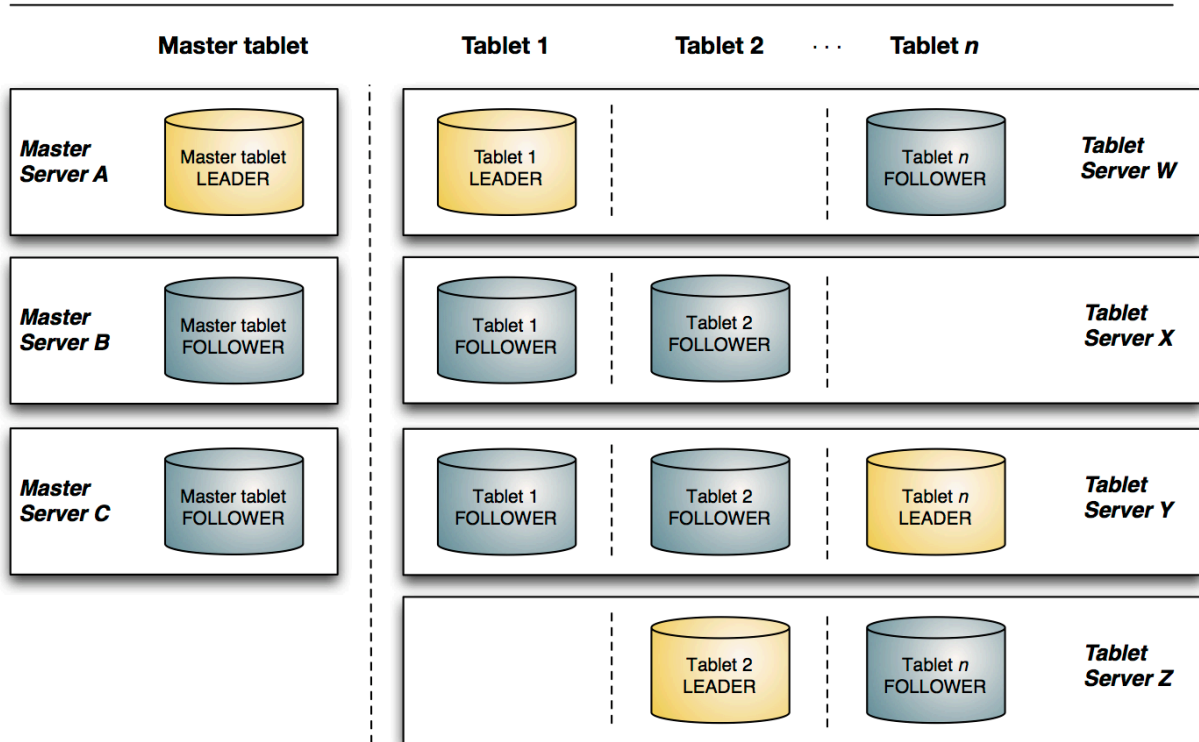 Master tablet
Tablet 1
Tablet 2
. . .
Tablet n
Master
Server A
Master tablet
LEADER
Tablet 1
LEADER
Tablet n
FOLLOWER
Tablet
Server W
Master
Server B
Master tablet
FOLLOWER
Tablet 1
FOLLOWER
Tablet 2
FOLLOWER
Tablet
Server X
Master
Server C
Master tablet
FOLLOWER
Tablet 1
FOLLOWER
Tablet 2
FOLLOWER
Tablet n
LEADER
Tablet
Server Y
Tablet 2
LEADER
Tablet n
FOLLOWER
Tablet
Server Z